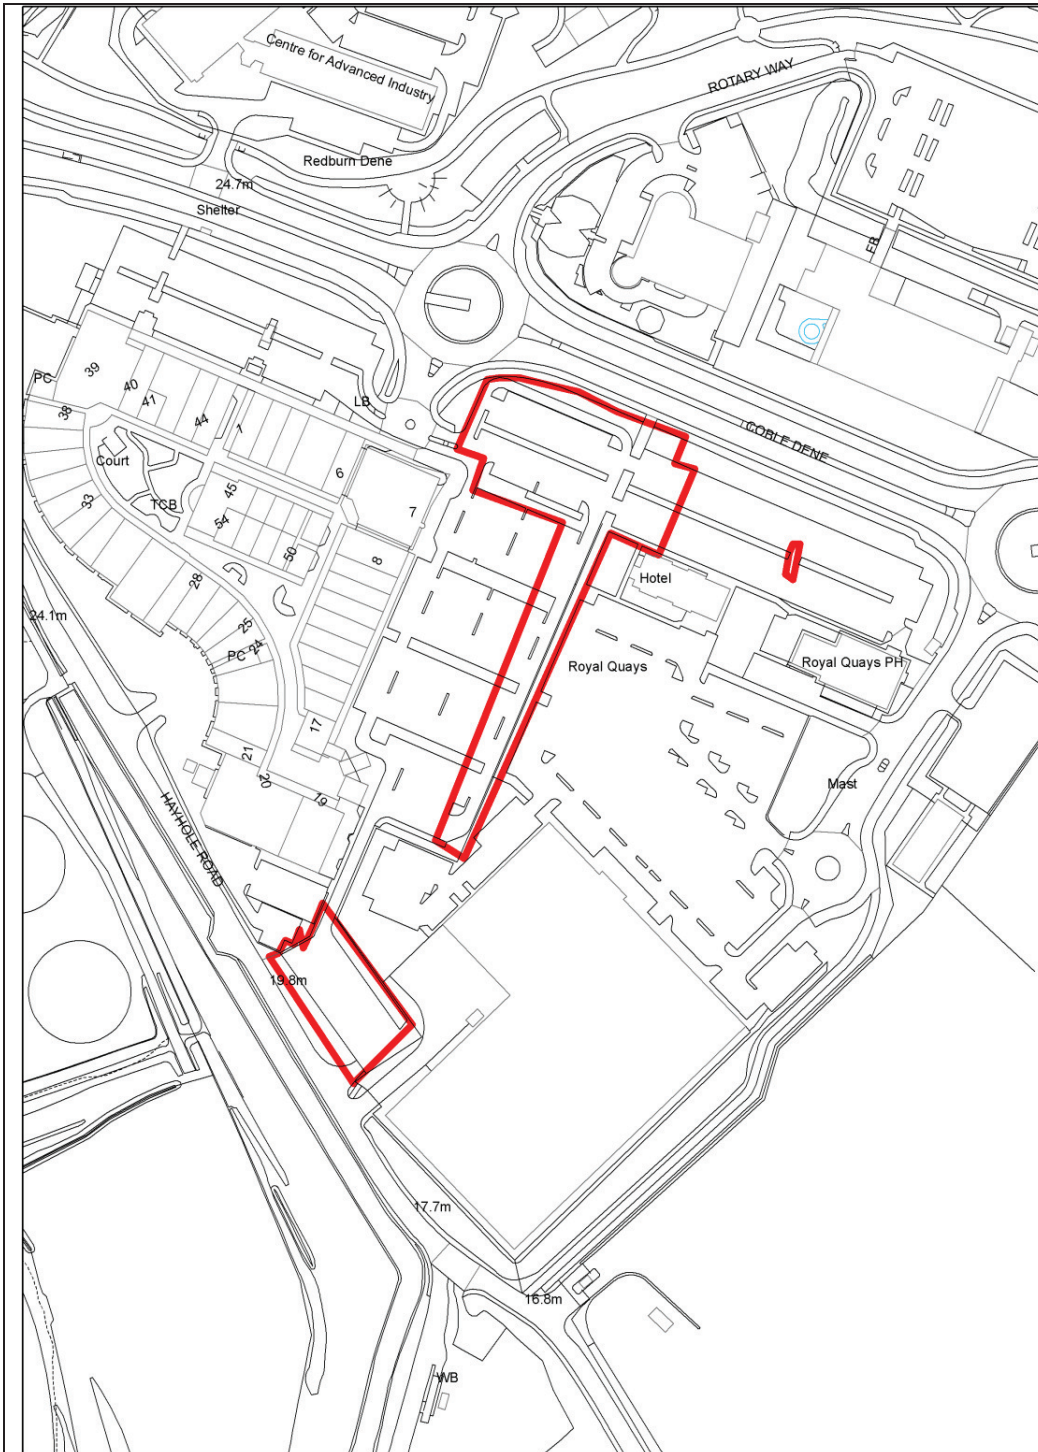 Centre for Advanced Industry
ROTARY WAY
Redburn Dene
24.7m
Shelter
FB
PC
39
40
41
44
1
38
LB
COBLE DENE
Court
6
7
33
TCB
45
54
50
8
28
Hotel
24.1m
25
24
PC
Royal Quays
Royal Quays PH
17
21
20
19
Mast
HAYHOLE ROAD
19.8m
17.7m
16.8m
WB